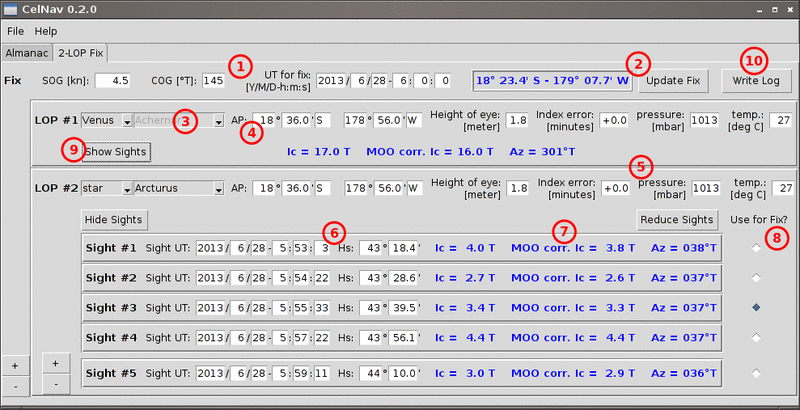 CelNav 0.2.0
File Help
Almanac 2-LOP Fix
Fix SOG [kn]: 4.5 COG [°T]: 145 1 UT for fix: [Y/M/D-h:m:s] 2013 / 6 / 28 - 6 : 0 : 0 18° 23.4' S - 179° 07.7' W 2 Update Fix 10 Write Log
LOP #1 Venus Achernar 3 AP: 4 18 ° 36.0 ' S 178 ° 56.0 ' W Height of eye: [meter] 1.8 Index error: [minutes] +0.0 pressure: [mbar] 1013 temp.: [deg C] 27
9 Show Sights Ic = 17.0 T MOO corr. Ic = 16.0 T Az = 301°T
5
LOP #2 star Arcturus AP: 18 ° 36.0 ' S 178 ° 56.0 ' W Height of eye: [meter] 1.8 Index error: [minutes] +0.0 pressure: [mbar] 1013 temp.: [deg C] 27
Hide Sights Reduce Sights Use for Fix?
6 7 8
Sight #1 Sight UT: 2013 / 6 / 28 - 5 : 53 : 3 Hs: 43 ° 18.4 ' Ic = 4.0 T MOO corr. Ic = 3.8 T Az = 038°T
Sight #2 Sight UT: 2013 / 6 / 28 - 5 : 54 : 22 Hs: 43 ° 28.6 ' Ic = 2.7 T MOO corr. Ic = 2.6 T Az = 037°T
Sight #3 Sight UT: 2013 / 6 / 28 - 5 : 55 : 33 Hs: 43 ° 39.5 ' Ic = 3.4 T MOO corr. Ic = 3.3 T Az = 037°T
Sight #4 Sight UT: 2013 / 6 / 28 - 5 : 57 : 22 Hs: 43 ° 56.1 ' Ic = 4.4 T MOO corr. Ic = 4.4 T Az = 037°T
+ +
Sight #5 Sight UT: 2013 / 6 / 28 - 5 : 59 : 11 Hs: 44 ° 10.0 ' Ic = 3.0 T MOO corr. Ic = 2.9 T Az = 036°T
- -